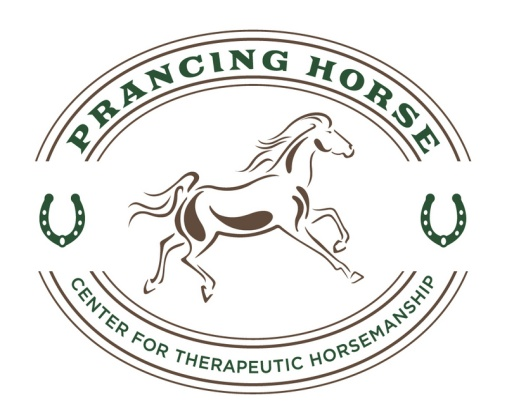 PRANCING HORSE
CENTER FOR THERAPEUTIC HORSEMANSHIP